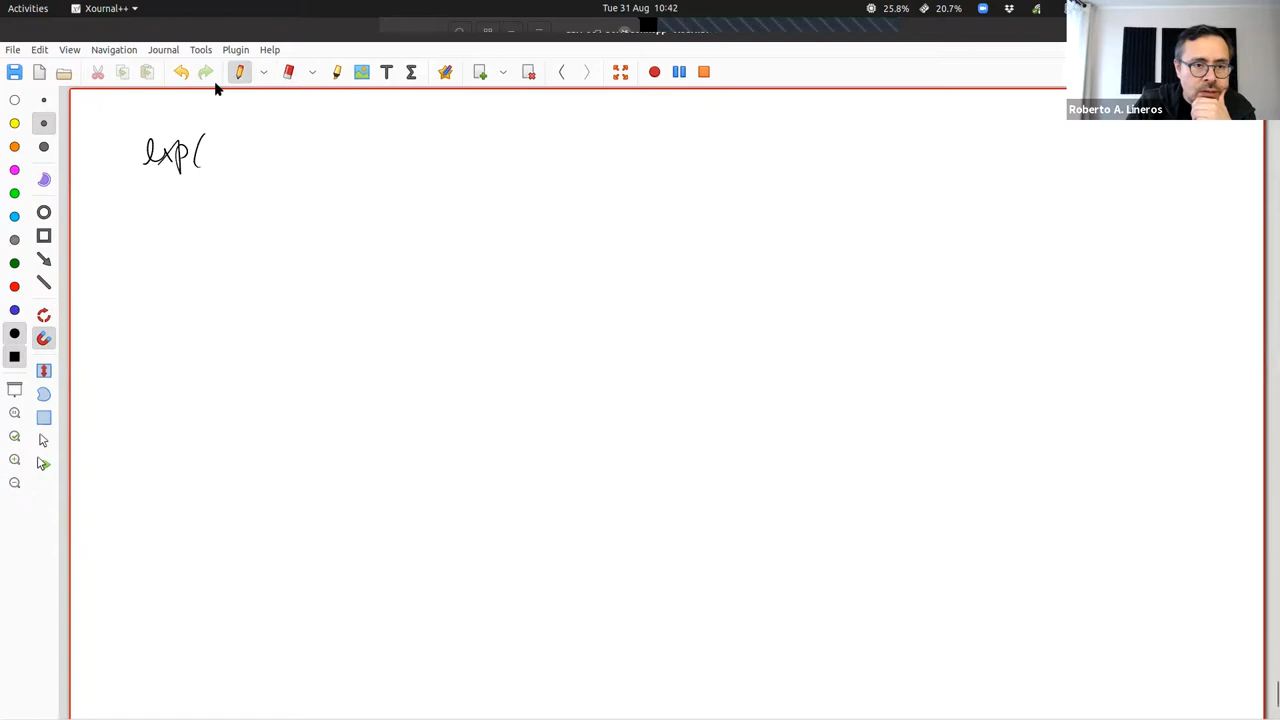 Activities Xournal++ Tue 31 Aug 10:42 25.8% 20.7%
File Edit View Navigation Journal Tools Plugin Help
Roberto A. Lineros
exp(